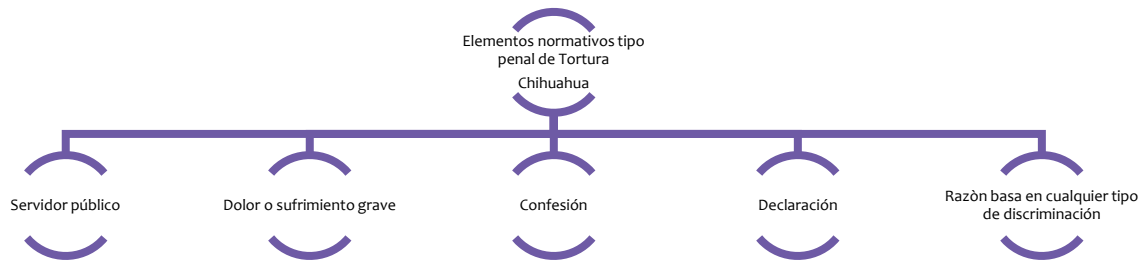 Elementos normativos tipo
penal de Tortura
Chihuahua
Servidor público
Dolor o sufrimiento grave
Confesión
Declaración
Razòn basa en cualquier tipo
de discriminación